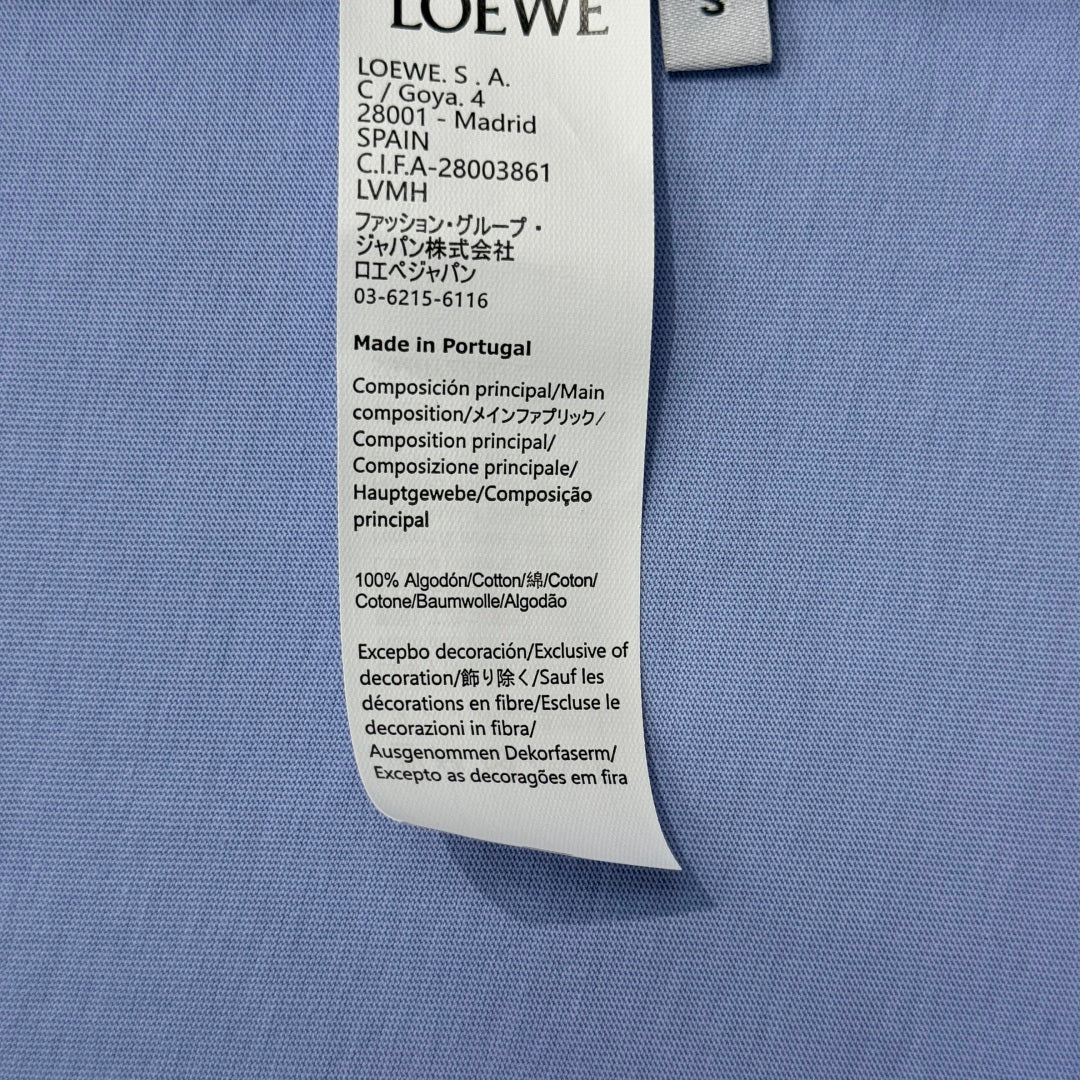 LOEWE
S
LOEWE. S . A.
C / Goya. 4
28001 - Madrid
SPAIN
C.I.F.A-28003861
LVMH
ファッション・グループ・
ジャパン株式会社
ロエベジャパン
03-6215-6116
Made in Portugal
Composición principal/Main
composition/メインファブリック/
Composition principal/
Composizione principale/
Hauptgewebe/Composição
principal
100% Algodón/Cotton/綿/Coton/
Cotone/Baumwolle/Algodão
Excepbo decoración/Exclusive of
decoration/飾り除く/Sauf les
décorations en fibre/Escluse le
decorazioni in fibra/
Ausgenommen Dekorfaserm/
Excepto as decoragões em fira